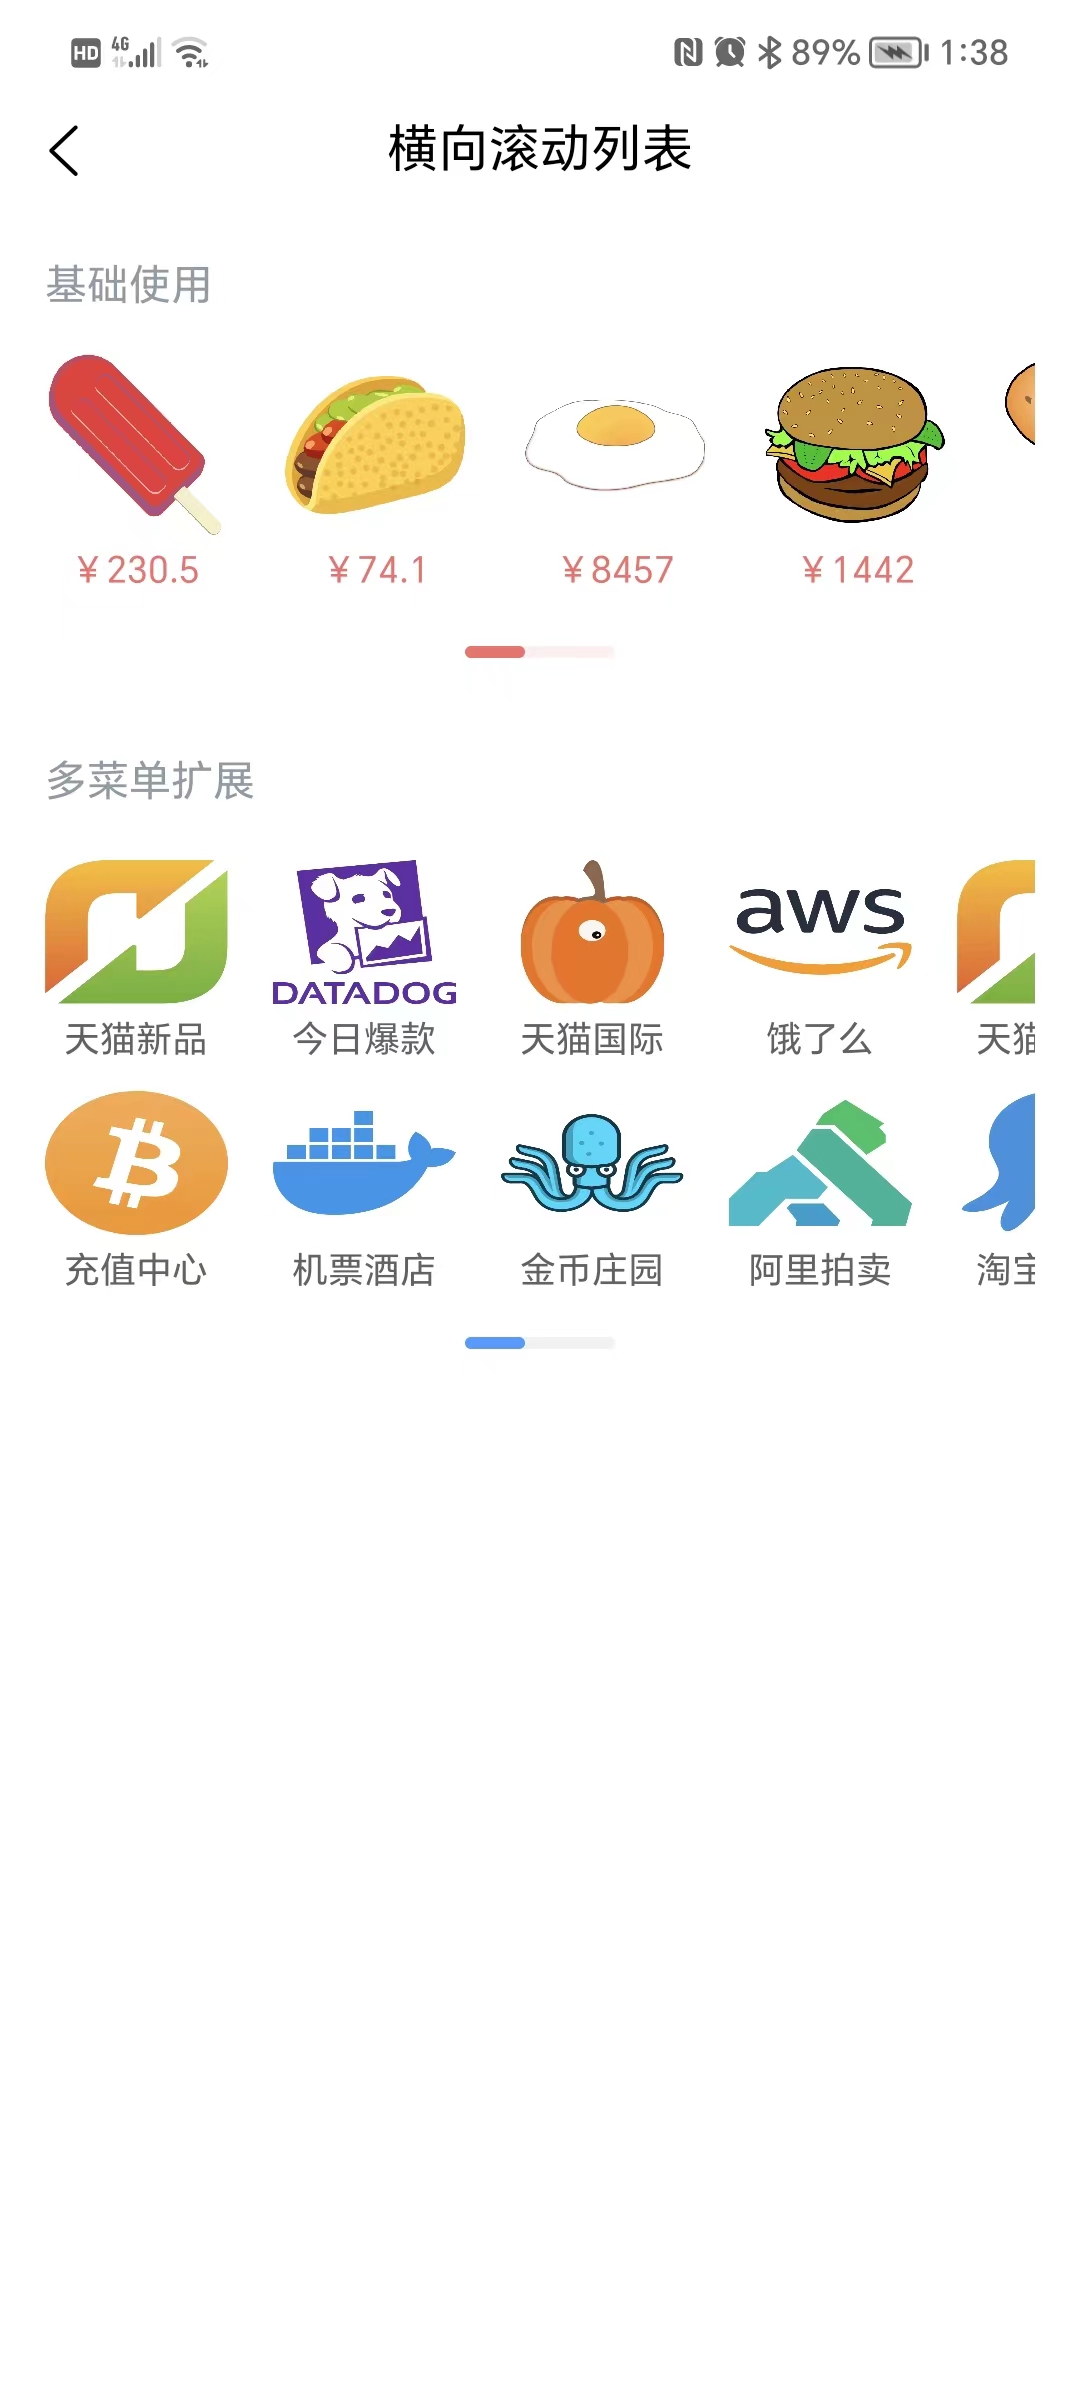 HD 4G 89% 1:38
横向滚动列表
基础使用
¥230.5 ¥74.1 ¥8457 ¥1442
多菜单扩展
DATADOG aws
天猫新品 今日爆款 天猫国际 饿了么 天猫
充值中心 机票酒店 金币庄园 阿里拍卖 淘宝